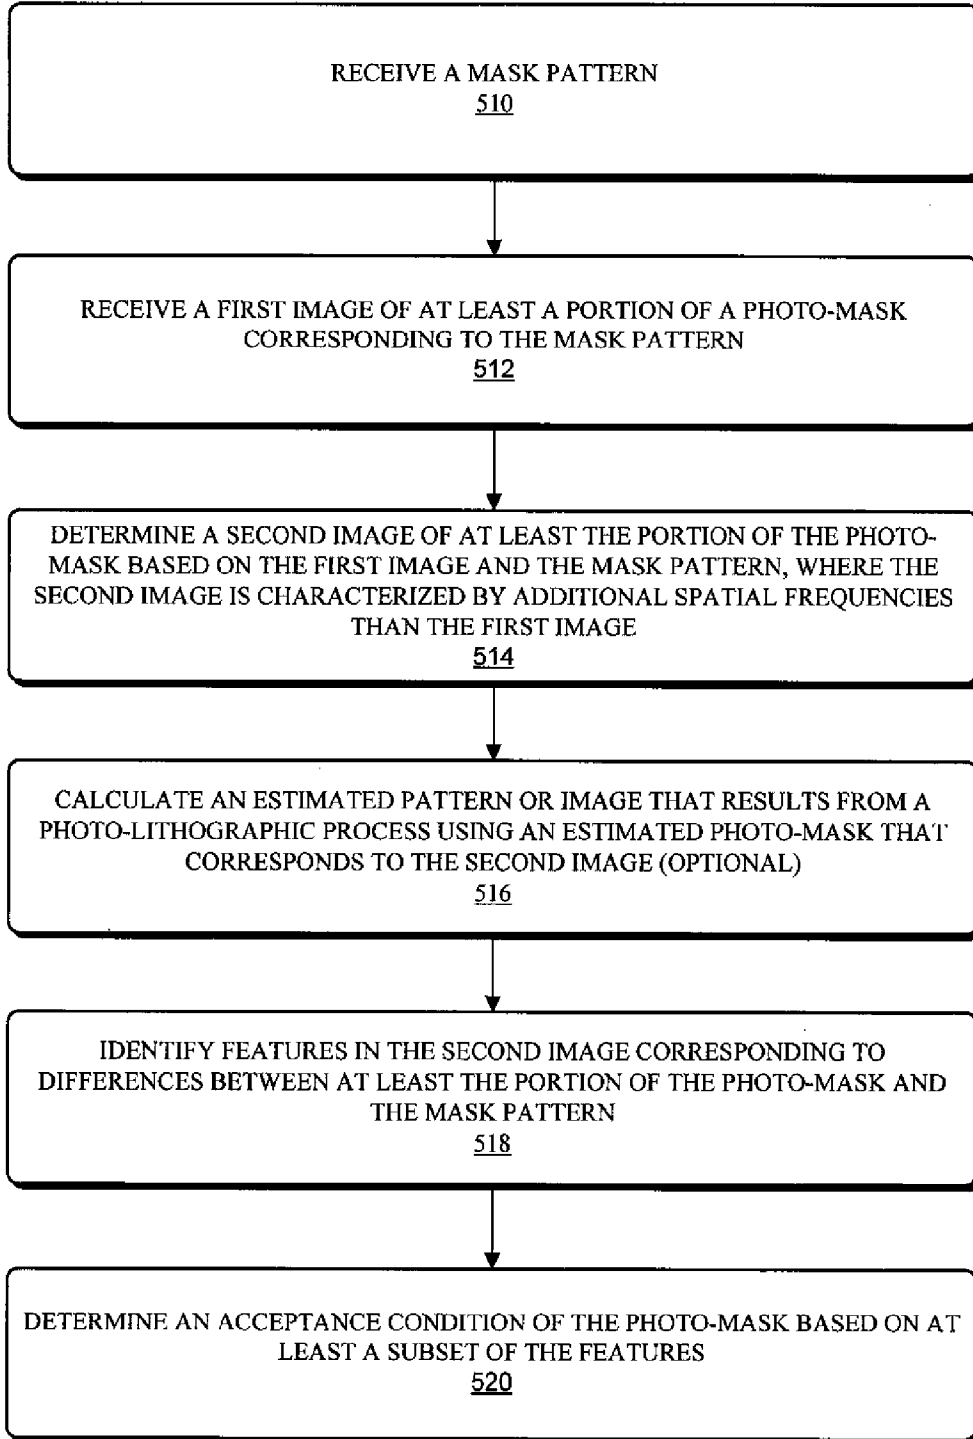 RECEIVE A MASK PATTERN
510
RECEIVE A FIRST IMAGE OF AT LEAST A PORTION OF A PHOTO-MASK
CORRESPONDING TO THE MASK PATTERN
512
DETERMINE A SECOND IMAGE OF AT LEAST THE PORTION OF THE PHOTO-
MASK BASED ON THE FIRST IMAGE AND THE MASK PATTERN, WHERE THE
SECOND IMAGE IS CHARACTERIZED BY ADDITIONAL SPATIAL FREQUENCIES
THAN THE FIRST IMAGE
514
CALCULATE AN ESTIMATED PATTERN OR IMAGE THAT RESULTS FROM A
PHOTO-LITHOGRAPHIC PROCESS USING AN ESTIMATED PHOTO-MASK THAT
CORRESPONDS TO THE SECOND IMAGE (OPTIONAL)
516
IDENTIFY FEATURES IN THE SECOND IMAGE CORRESPONDING TO
DIFFERENCES BETWEEN AT LEAST THE PORTION OF THE PHOTO-MASK AND
THE MASK PATTERN
518
DETERMINE AN ACCEPTANCE CONDITION OF THE PHOTO-MASK BASED ON AT
LEAST A SUBSET OF THE FEATURES
520